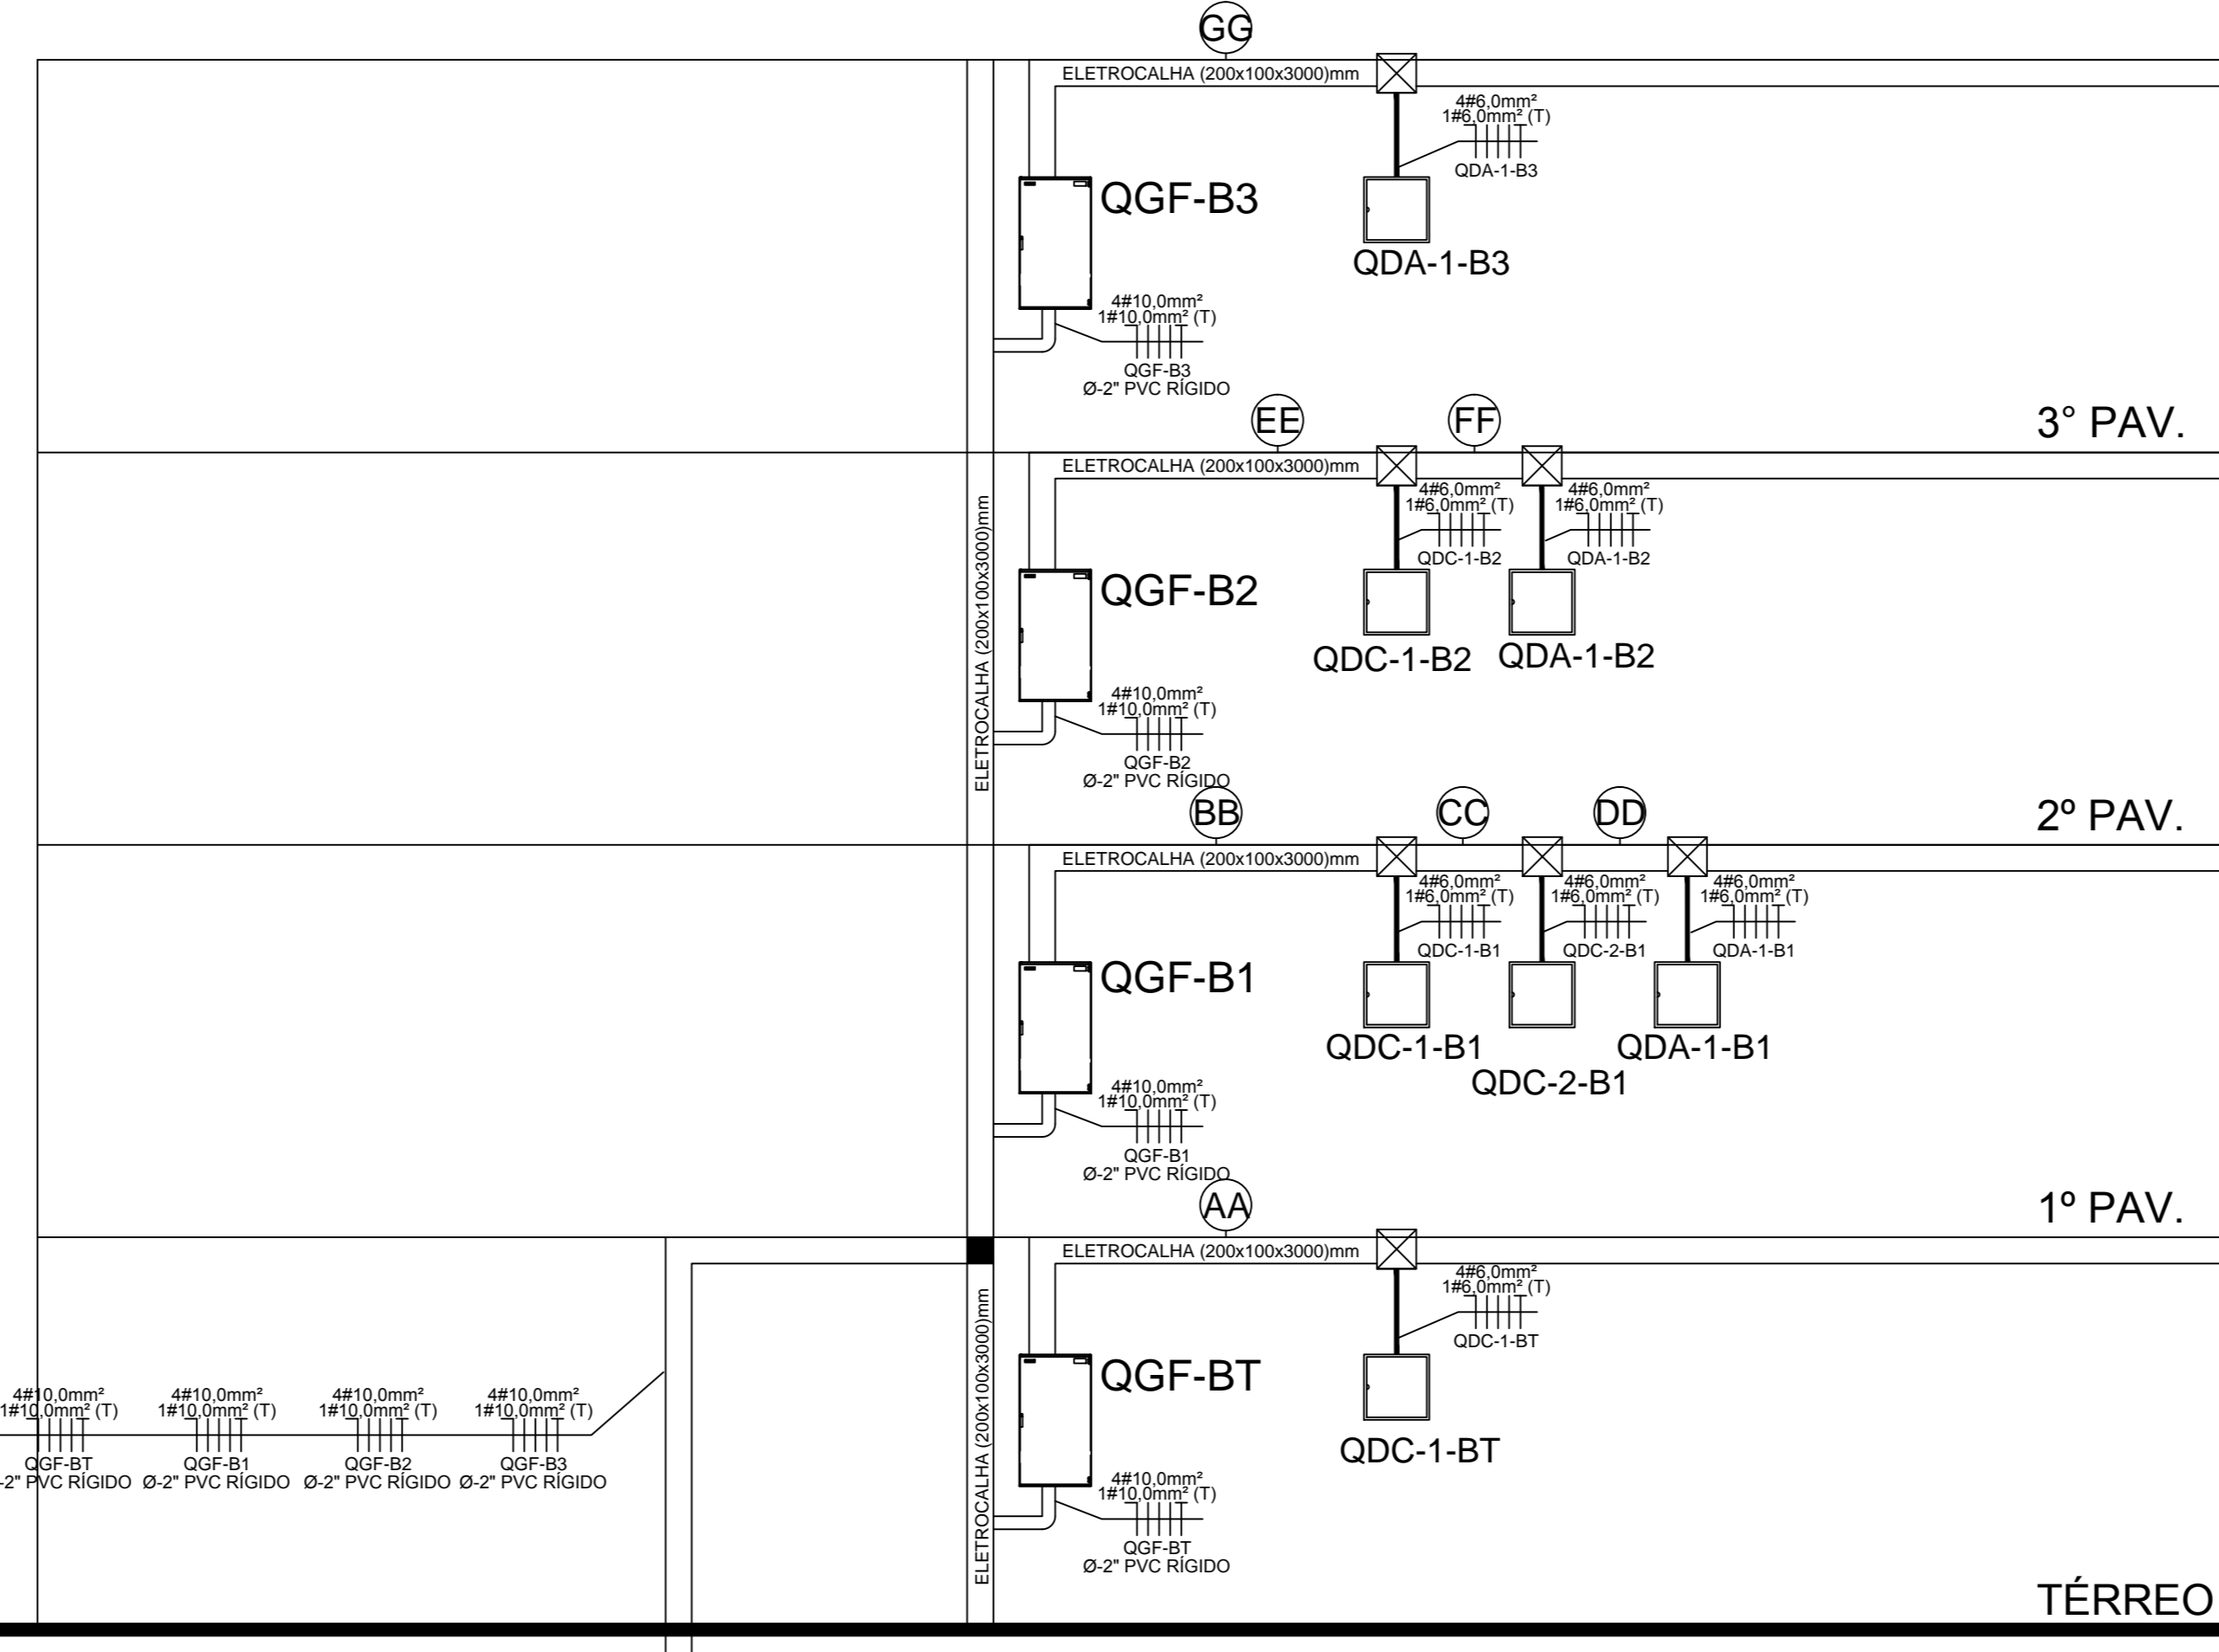 GG
ELETROCALHA (200x100x3000)mm
4#6,0mm²
1#6,0mm² (T)
QDA-1-B3
QGF-B3
QDA-1-B3
4#10,0mm²
1#10,0mm² (T)
QGF-B3
Ø-2" PVC RÍGIDO
3° PAV.
EE
FF
ELETROCALHA (200x100x3000)mm
4#6,0mm²
1#6,0mm² (T)
QDC-1-B2
4#6,0mm²
1#6,0mm² (T)
QDA-1-B2
ELETROCALHA (200x100x3000)mm
QGF-B2
QDC-1-B2
QDA-1-B2
4#10,0mm²
1#10,0mm² (T)
QGF-B2
Ø-2" PVC RÍGIDO
2º PAV.
BB
CC
DD
ELETROCALHA (200x100x3000)mm
4#6,0mm²
1#6,0mm² (T)
QDC-1-B1
4#6,0mm²
1#6,0mm² (T)
QDC-2-B1
4#6,0mm²
1#6,0mm² (T)
QDA-1-B1
QGF-B1
QDC-1-B1
QDC-2-B1
QDA-1-B1
4#10,0mm²
1#10,0mm² (T)
QGF-B1
Ø-2" PVC RÍGIDO
1º PAV.
AA
ELETROCALHA (200x100x3000)mm
4#6,0mm²
1#6,0mm² (T)
QDC-1-BT
ELETROCALHA (200x100x3000)mm
QGF-BT
QDC-1-BT
4#10,0mm²
1#10,0mm² (T)
QGF-BT
-2" PVC RÍGIDO
4#10,0mm²
1#10,0mm² (T)
QGF-B1
Ø-2" PVC RÍGIDO
4#10,0mm²
1#10,0mm² (T)
QGF-B2
Ø-2" PVC RÍGIDO
4#10,0mm²
1#10,0mm² (T)
QGF-B3
Ø-2" PVC RÍGIDO
4#10,0mm²
1#10,0mm² (T)
QGF-BT
Ø-2" PVC RÍGIDO
TÉRREO